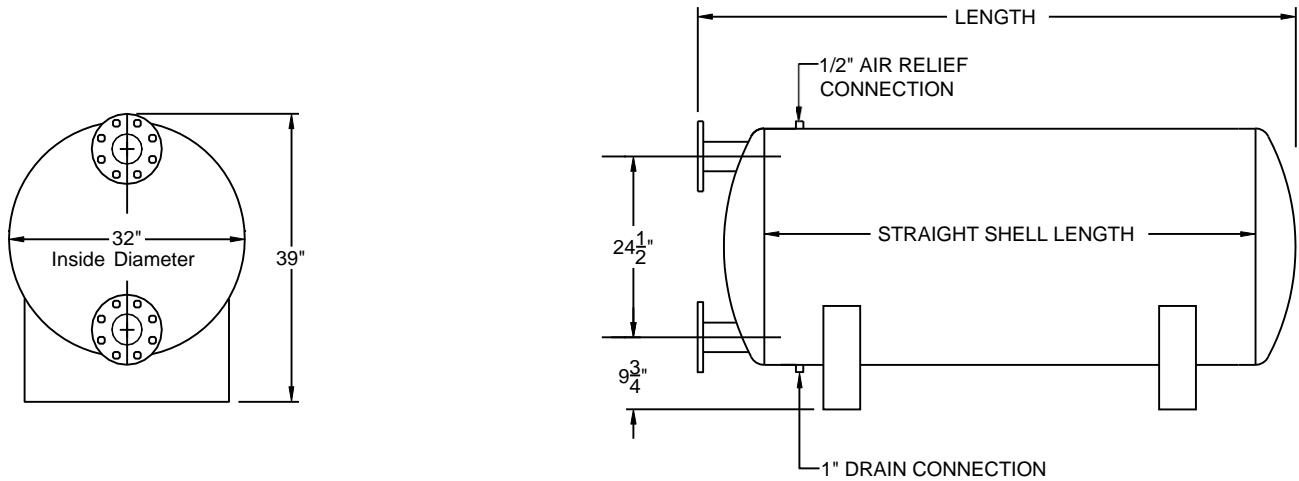 LENGTH
1/2" AIR RELIEF
CONNECTION
32"
Inside Diameter
39"
STRAIGHT SHELL LENGTH
24 1/2"
9 3/4"
1" DRAIN CONNECTION